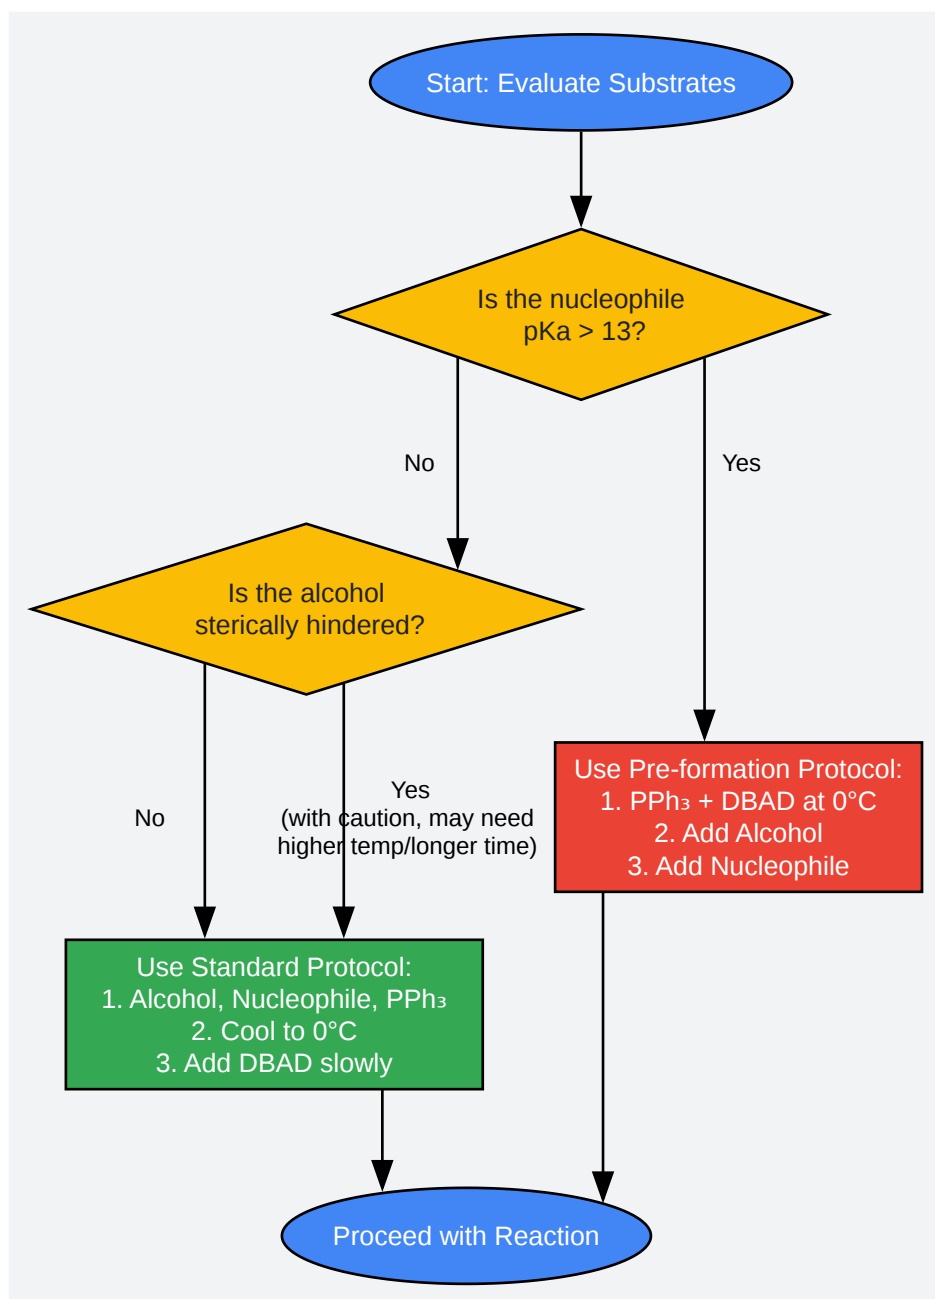 Start: Evaluate Substrates
Is the nucleophile
pKa > 13?
No
Yes
Is the alcohol
sterically hindered?
No
Yes
(with caution, may need
higher temp/longer time)
Use Pre-formation Protocol:
1. PPh₃ + DBAD at 0°C
2. Add Alcohol
3. Add Nucleophile
Use Standard Protocol:
1. Alcohol, Nucleophile, PPh₃
2. Cool to 0°C
3. Add DBAD slowly
Proceed with Reaction